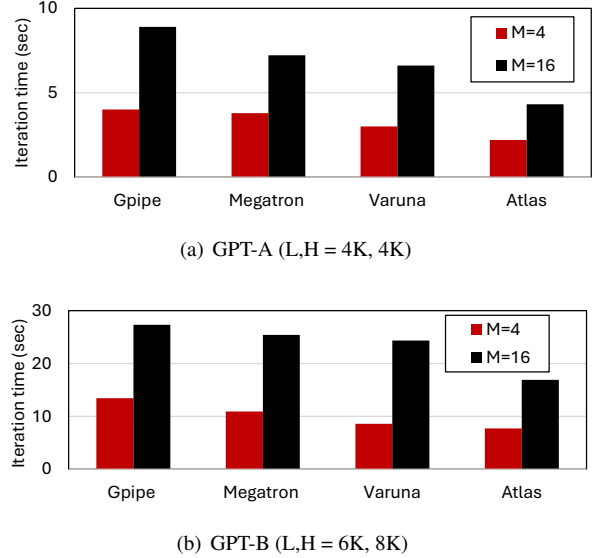 10
5
0
Iteration time (sec)
M=4
M=16
Gpipe Megatron Varuna Atlas
(a) GPT-A (L,H = 4K, 4K)
30
20
10
0
Iteration time (sec)
M=4
M=16
Gpipe Megatron Varuna Atlas
(b) GPT-B (L,H = 6K, 8K)